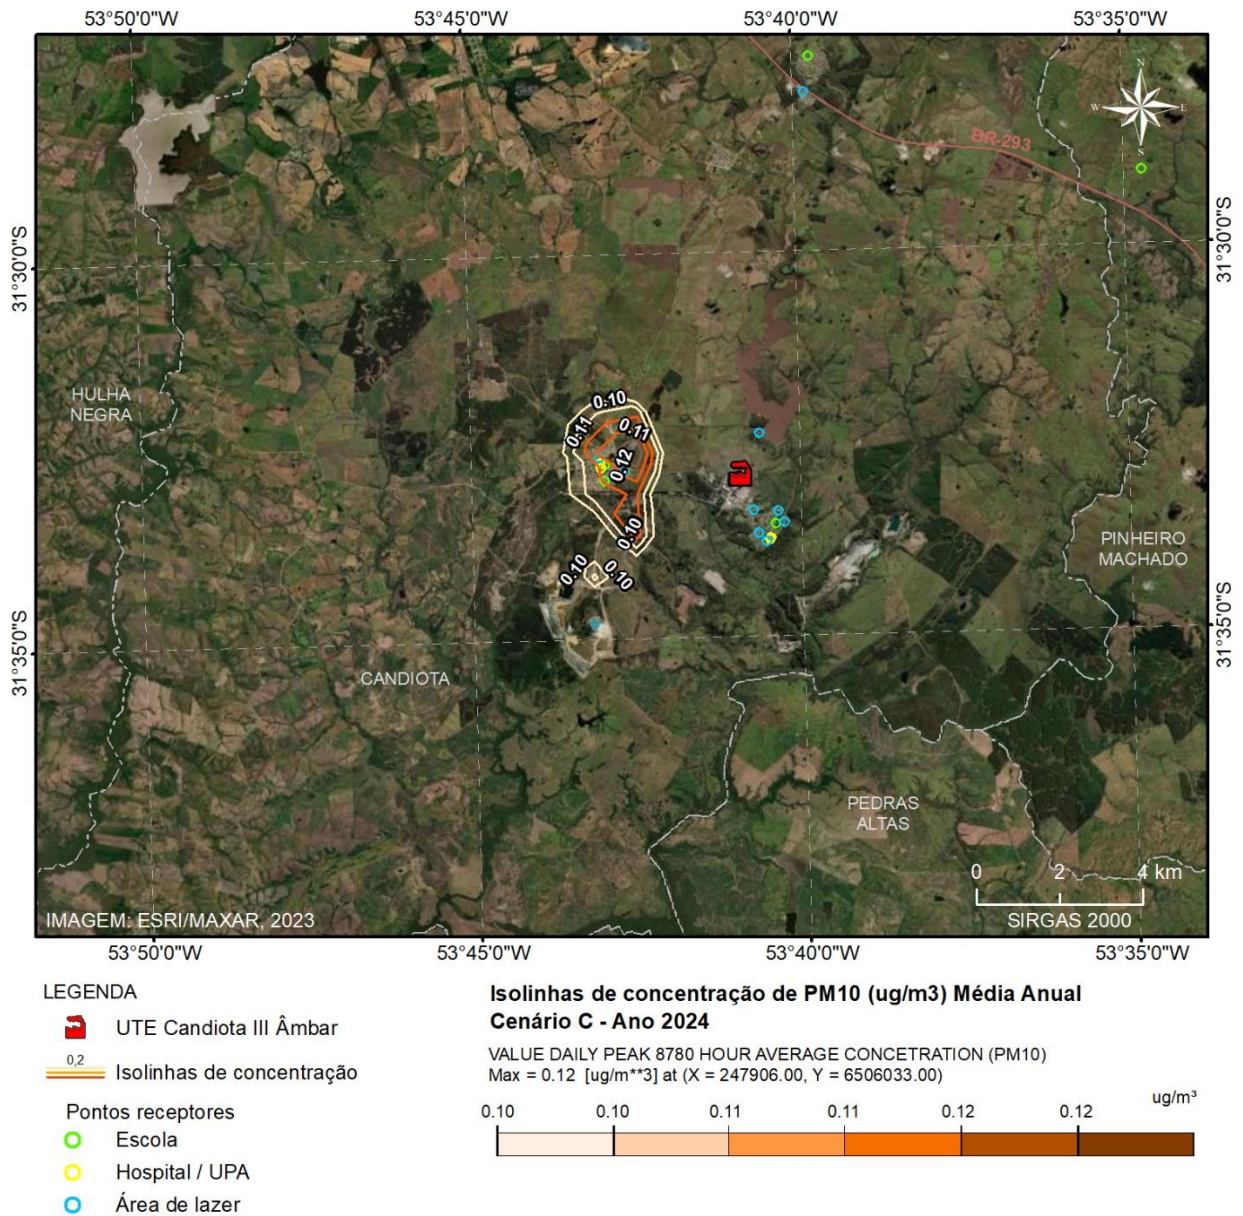 53°50'0"W 53°45'0"W 53°40'0"W 53°35'0"W
N
W E
S
BR-293
31°30'0"S 31°30'0"S
HULHA
NEGRA
0.10
0.11
0.11
0.12
0.10
0.10
0.10
PINHEIRO
MACHADO
31°35'0"S 31°35'0"S
CANDIOTA
PEDRAS
ALTAS
0 2 4 km
SIRGAS 2000
IMAGEM: ESRI/MAXAR, 2023
53°50'0"W 53°45'0"W 53°40'0"W 53°35'0"W
LEGENDA
UTE Candiota III Âmbar
0,2
Isolinhas de concentração
Pontos receptores
Escola
Hospital / UPA
Área de lazer
Isolinhas de concentração de PM10 (ug/m3) Média Anual
Cenário C - Ano 2024
VALUE DAILY PEAK 8780 HOUR AVERAGE CONCETRATION (PM10)
Max = 0.12 [ug/m**3] at (X = 247906.00, Y = 6506033.00)
ug/m³
0.10 0.10 0.11 0.11 0.12 0.12